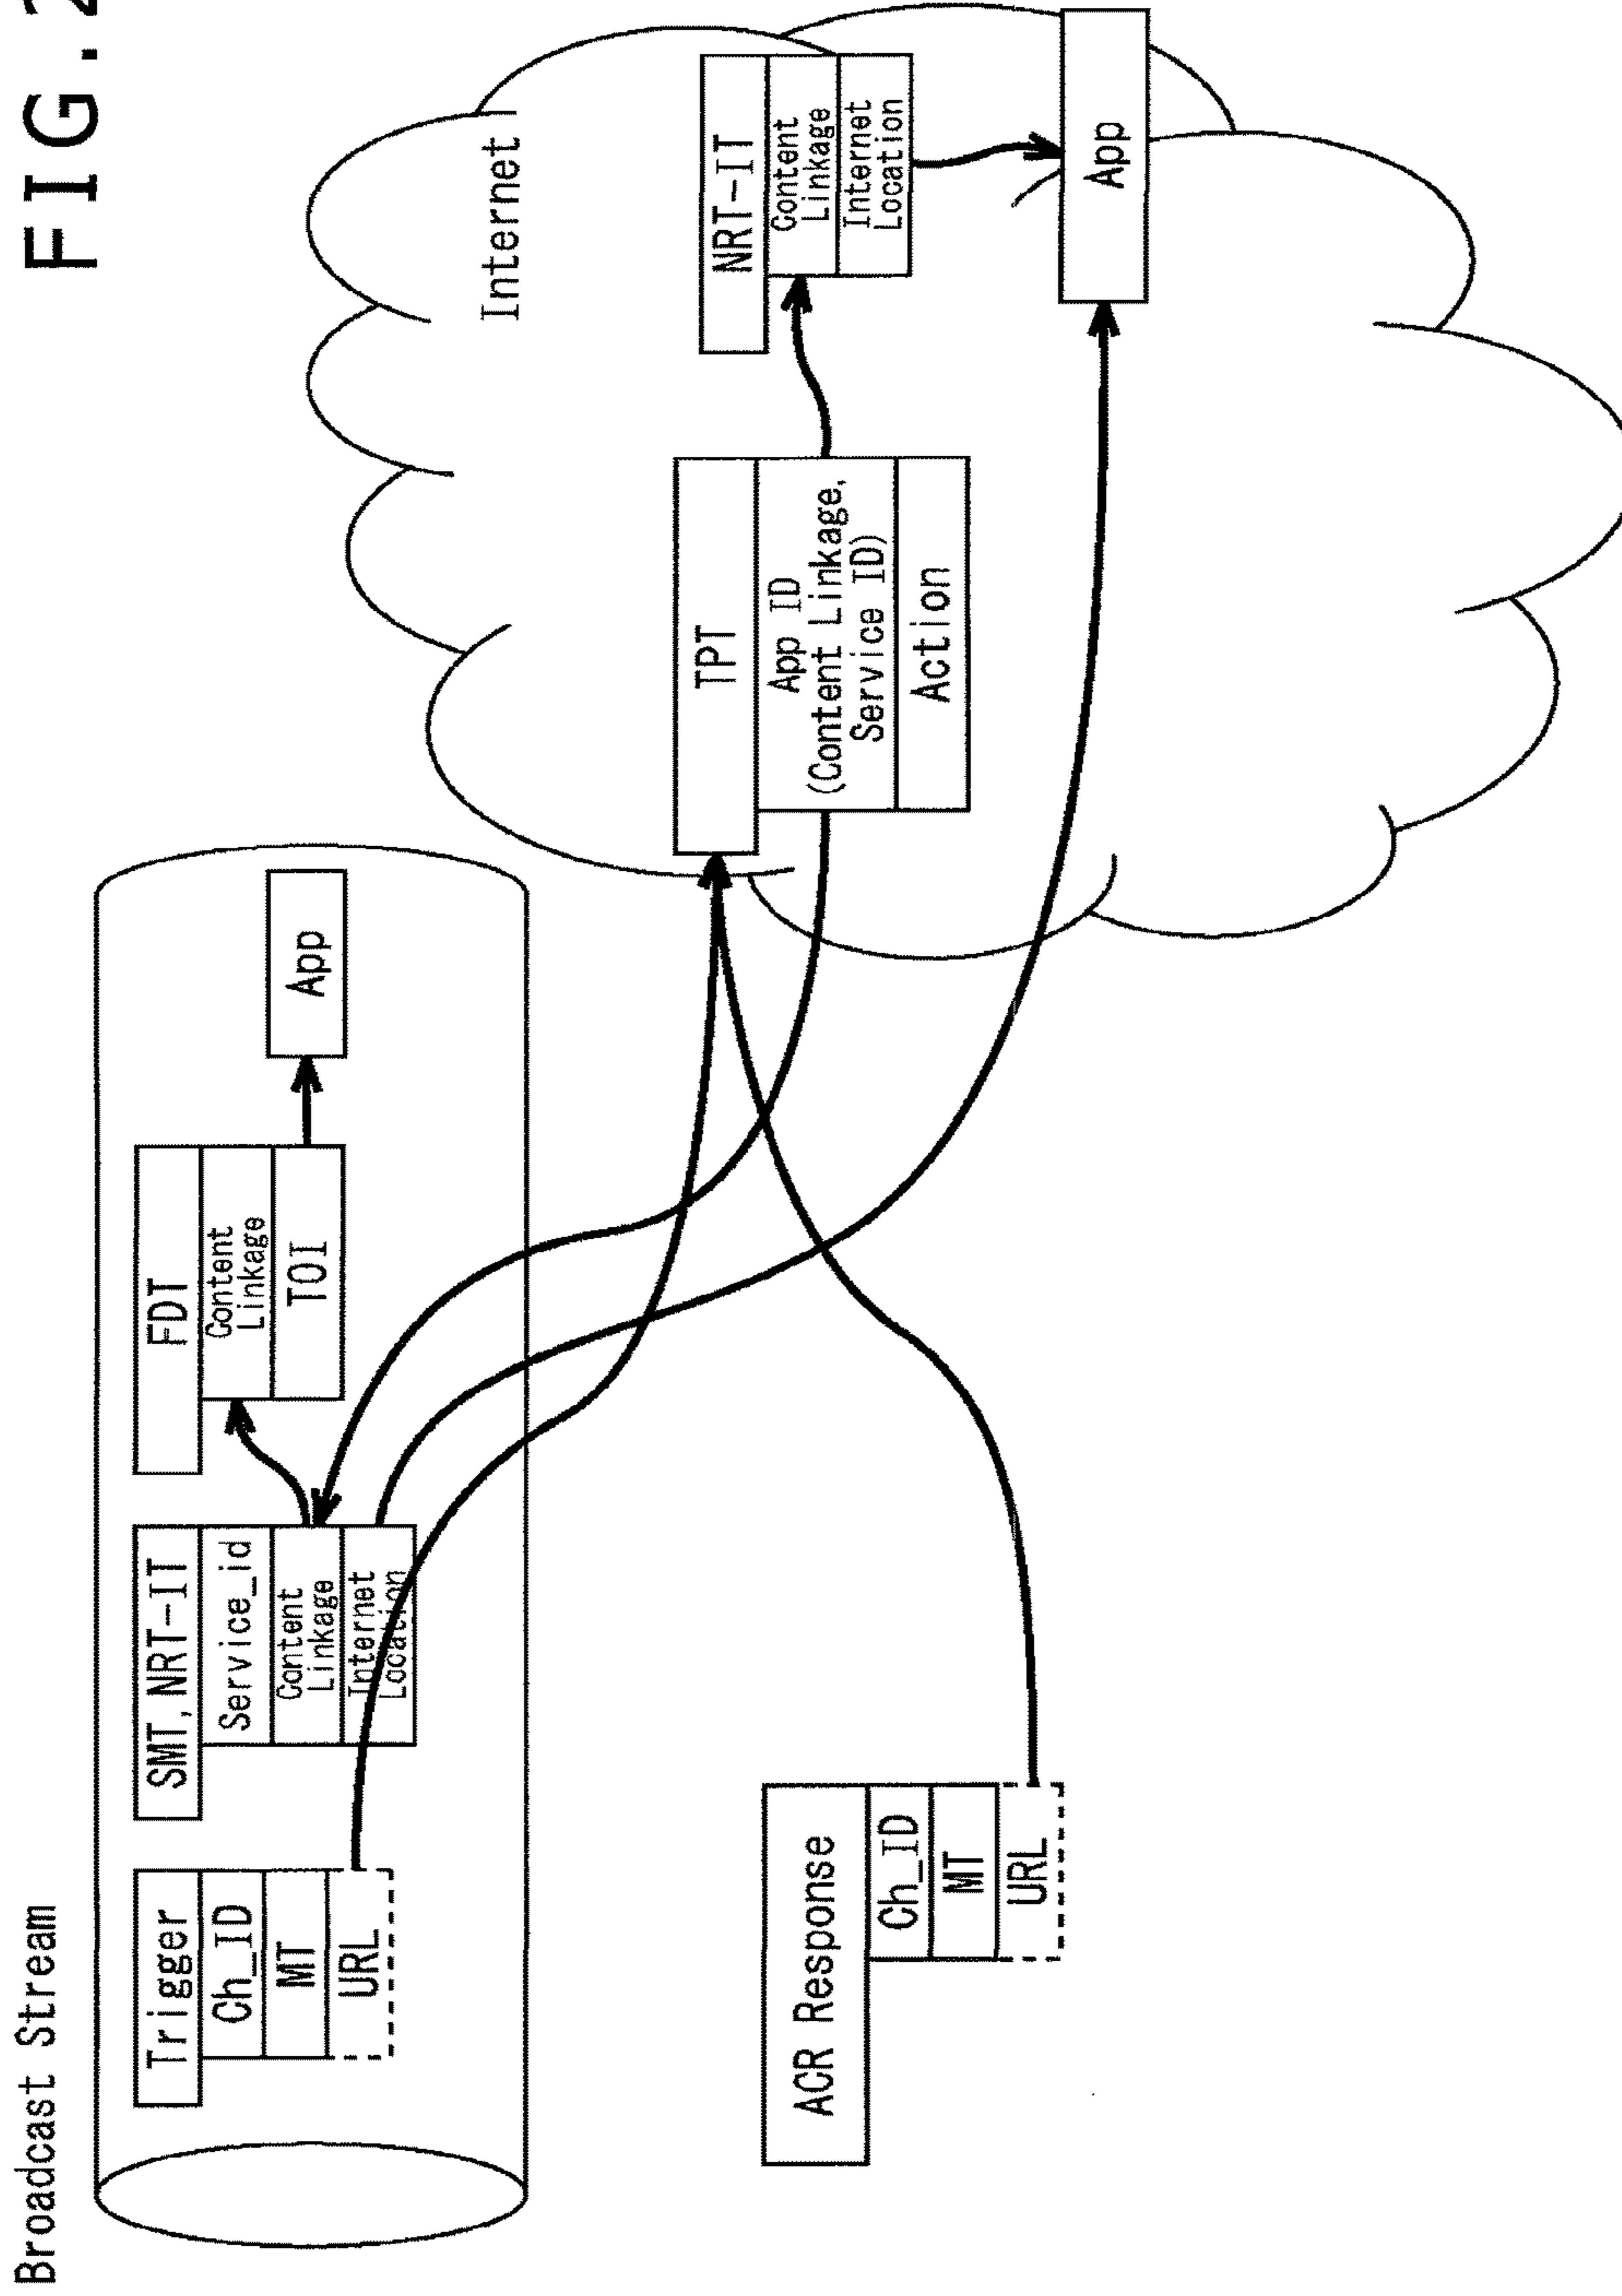 FIG.2
Broadcast Stream
Trigger
Ch_ID
MT
URL
SMT, NRT-IT
Service_id
Content
Linkage
Internet
Location
FDT
Content
Linkage
TOI
App
Internet
TPT
App ID
(Content Linkage,
Service ID)
Action
NRT-IT
Content
Linkage
Internet
Location
App
ACR Response
Ch_ID
MT
URL